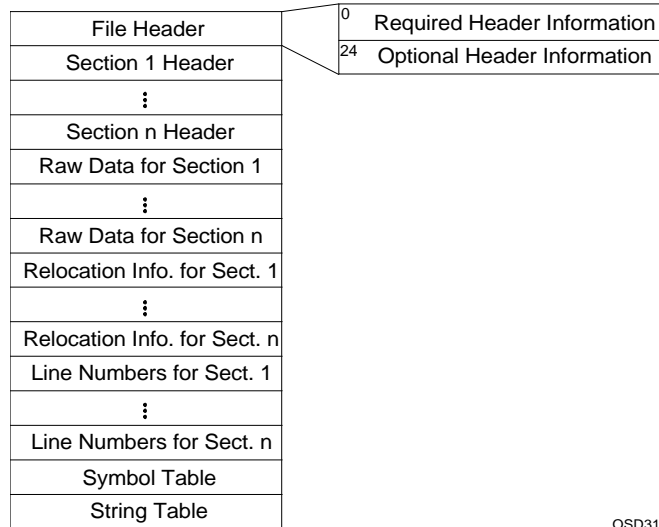 File Header
0 Required Header Information
24 Optional Header Information
Section 1 Header
⋮
Section n Header
Raw Data for Section 1
⋮
Raw Data for Section n
Relocation Info. for Sect. 1
⋮
Relocation Info. for Sect. n
Line Numbers for Sect. 1
⋮
Line Numbers for Sect. n
Symbol Table
String Table